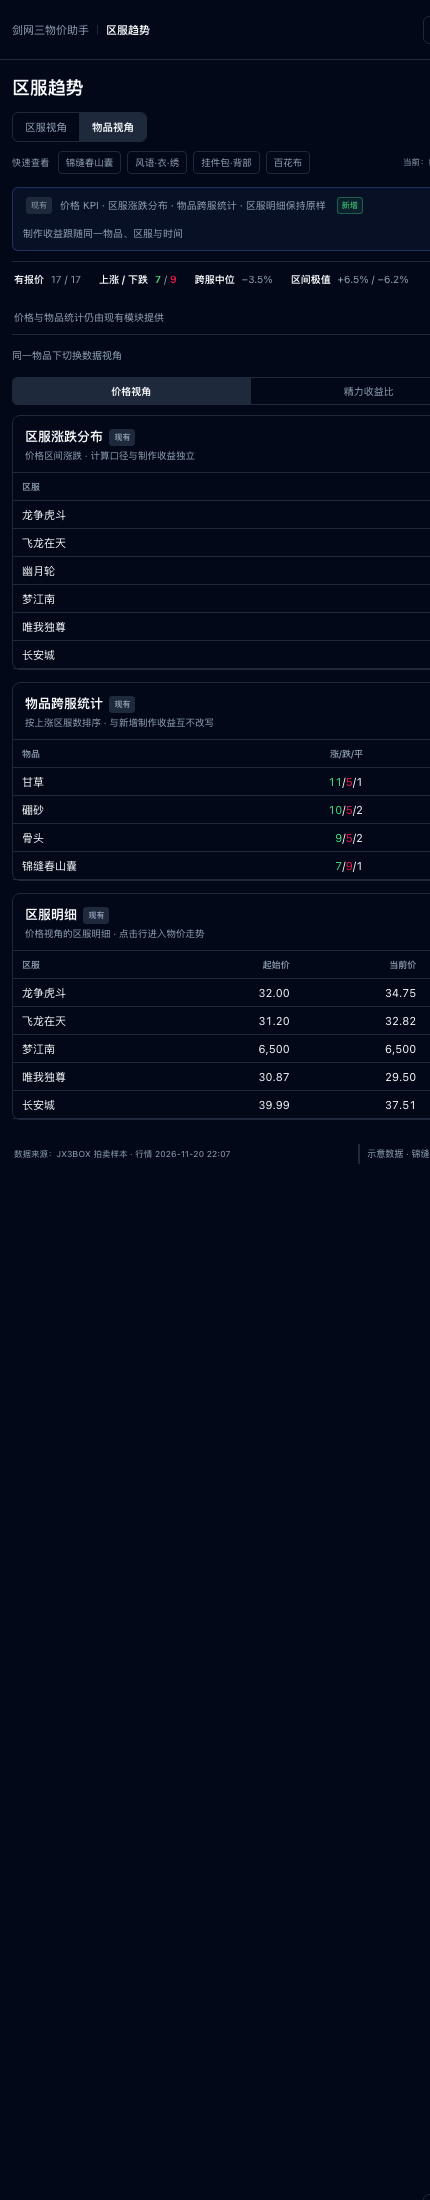 剑网三物价助手 | 区服趋势
区服趋势
区服视角 物品视角
快速查看 锦缝春山囊 风语·衣·绣 挂件包·背部 百花布 当前:
现有 价格 KPI · 区服涨跌分布 · 物品跨服统计 · 区服明细保持原样 新增
制作收益跟随同一物品、区服与时间
有报价 17 / 17 上涨 / 下跌 7 / 9 跨服中位 −3.5% 区间极值 +6.5% / −6.2%
价格与物品统计仍由现有模块提供
同一物品下切换数据视角
价格视角 精力收益比
区服涨跌分布 现有
价格区间涨跌 · 计算口径与制作收益独立
区服
龙争虎斗
飞龙在天
幽月轮
梦江南
唯我独尊
长安城
物品跨服统计 现有
按上涨区服数排序 · 与新增制作收益互不改写
物品 涨/跌/平
甘草 11/5/1
硼砂 10/5/2
骨头 9/5/2
锦缝春山囊 7/9/1
区服明细 现有
价格视角的区服明细 · 点击行进入物价走势
区服 起始价 当前价
龙争虎斗 32.00 34.75
飞龙在天 31.20 32.82
梦江南 6,500 6,500
唯我独尊 30.87 29.50
长安城 39.99 37.51
数据来源: JX3BOX 拍卖样本 · 行情 2026-11-20 22:07 示意数据 · 锦缝